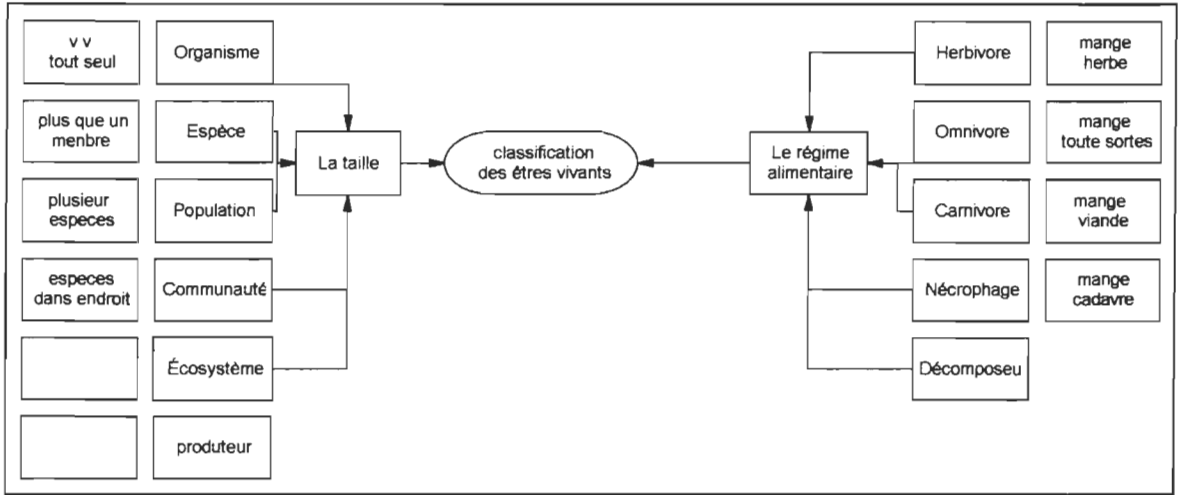 v v
tout seul
Organisme
plus que un
menbre
Espèce
plusieur
especes
Population
especes
dans endroit
Communauté
Écosystème
produteur
La taille
classification
des êtres vivants
Le régime
alimentaire
Herbivore
mange
herbe
Omnivore
mange
toute sortes
Carnivore
mange
viande
Nécrophage
mange
cadavre
Décomposeu